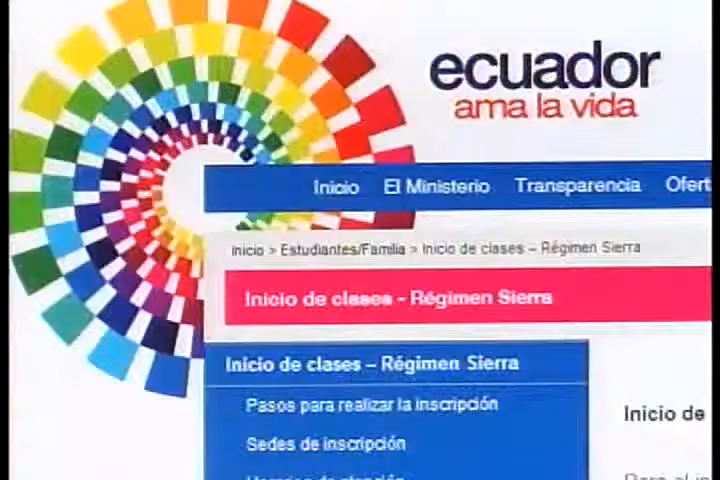 ecuador
ama la vida
Inicio El Ministerio Transparencia Ofert
Inicio > Estudiantes/Familia > Inicio de clases – Régimen Sierra
Inicio de clases - Régimen Sierra
Inicio de clases – Régimen Sierra
Pasos para realizar la inscripción
Inicio de
Sedes de inscripción